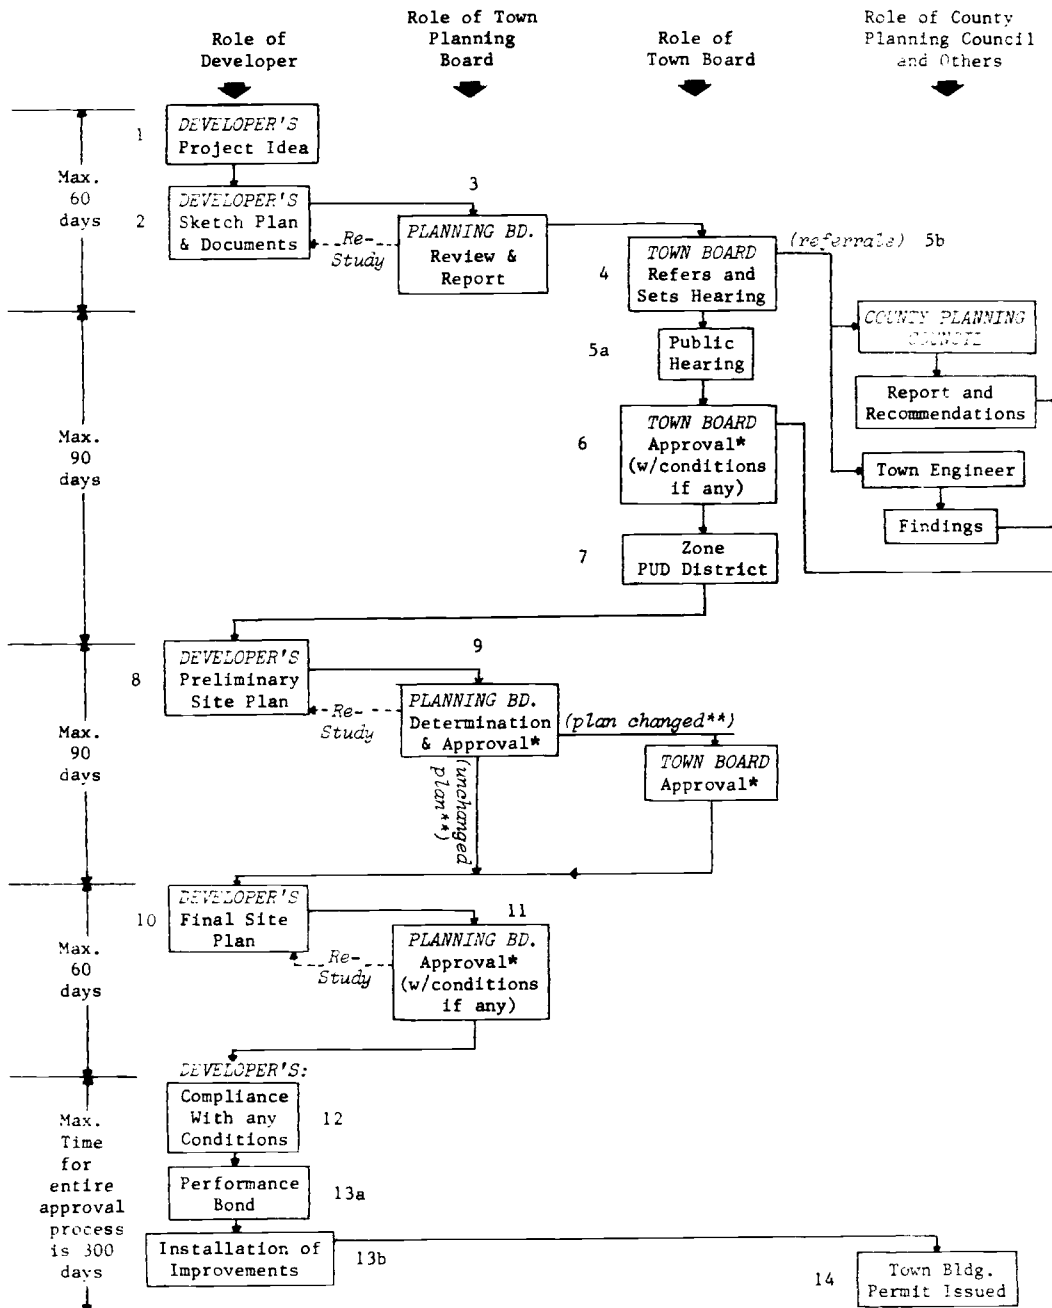 Role of
Developer
Role of Town
Planning
Board
Role of
Town Board
Role of County
Planning Council
and Others
Max.
60
days
1
DEVELOPER'S
Project Idea
2
DEVELOPER'S
Sketch Plan
& Documents
Re-
Study
3
PLANNING BD.
Review &
Report
4
TOWN BOARD
Refers and
Sets Hearing
(referrals)
5b
Max.
90
days
5a
Public
Hearing
COUNTY PLANNING
COUNCIL
Report and
Recommendations
6
TOWN BOARD
Approval*
(w/conditions
if any)
Town Engineer
Findings
7
Zone
PUD District
Max.
90
days
8
DEVELOPER'S
Preliminary
Site Plan
Re-
Study
9
PLANNING BD.
Determination
& Approval*
(plan changed**)
TOWN BOARD
Approval*
(unchanged
plan**)
Max.
60
days
10
DEVELOPER'S
Final Site
Plan
Re-
Study
11
PLANNING BD.
Approval*
(w/conditions
if any)
Max.
Time
for
entire
approval
process
is 300
days
DEVELOPER'S:
Compliance
With any
Conditions
12
Performance
Bond
13a
Installation of
Improvements
13b
14
Town Bldg.
Permit Issued